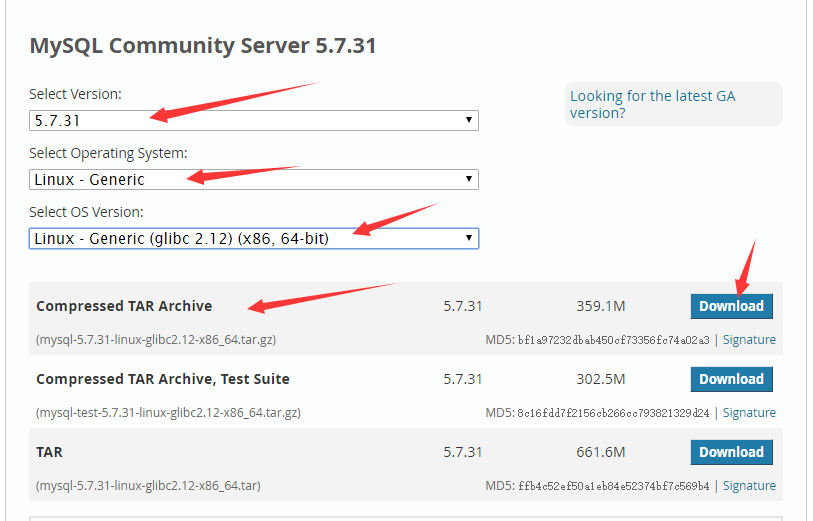 MySQL Community Server 5.7.31
Select Version:
5.7.31
Looking for the latest GA
version?
Select Operating System:
Linux - Generic
Select OS Version:
Linux - Generic (glibc 2.12) (x86, 64-bit)
Compressed TAR Archive 5.7.31 359.1M Download
(mysql-5.7.31-linux-glibc2.12-x86_64.tar.gz) MD5: bf1a97232dbab450cf73356fc74a02a3 | Signature
Compressed TAR Archive, Test Suite 5.7.31 302.5M Download
(mysql-test-5.7.31-linux-glibc2.12-x86_64.tar.gz) MD5: 8c16fdd7f2156cb266cc793821329d24 | Signature
TAR 5.7.31 661.6M Download
(mysql-5.7.31-linux-glibc2.12-x86_64.tar) MD5: ffb4c52ef50a1eb84e52374bf7c569b4 | Signature